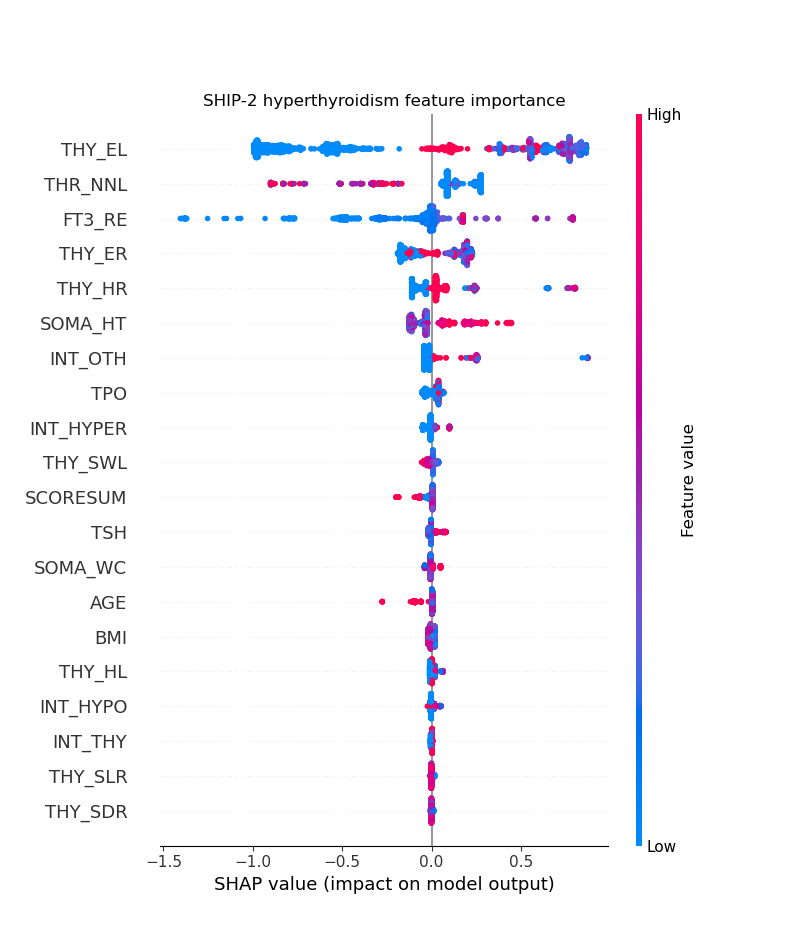 SHIP-2 hyperthyroidism feature importance
High
THY_EL
THR_NNL
FT3_RE
THY_ER
THY_HR
SOMA_HT
INT_OTH
TPO
INT_HYPER
THY_SWL
SCORESUM
TSH
SOMA_WC
AGE
BMI
THY_HL
INT_HYPO
INT_THY
THY_SLR
THY_SDR
Feature value
Low
−1.5 −1.0 −0.5 0.0 0.5
SHAP value (impact on model output)